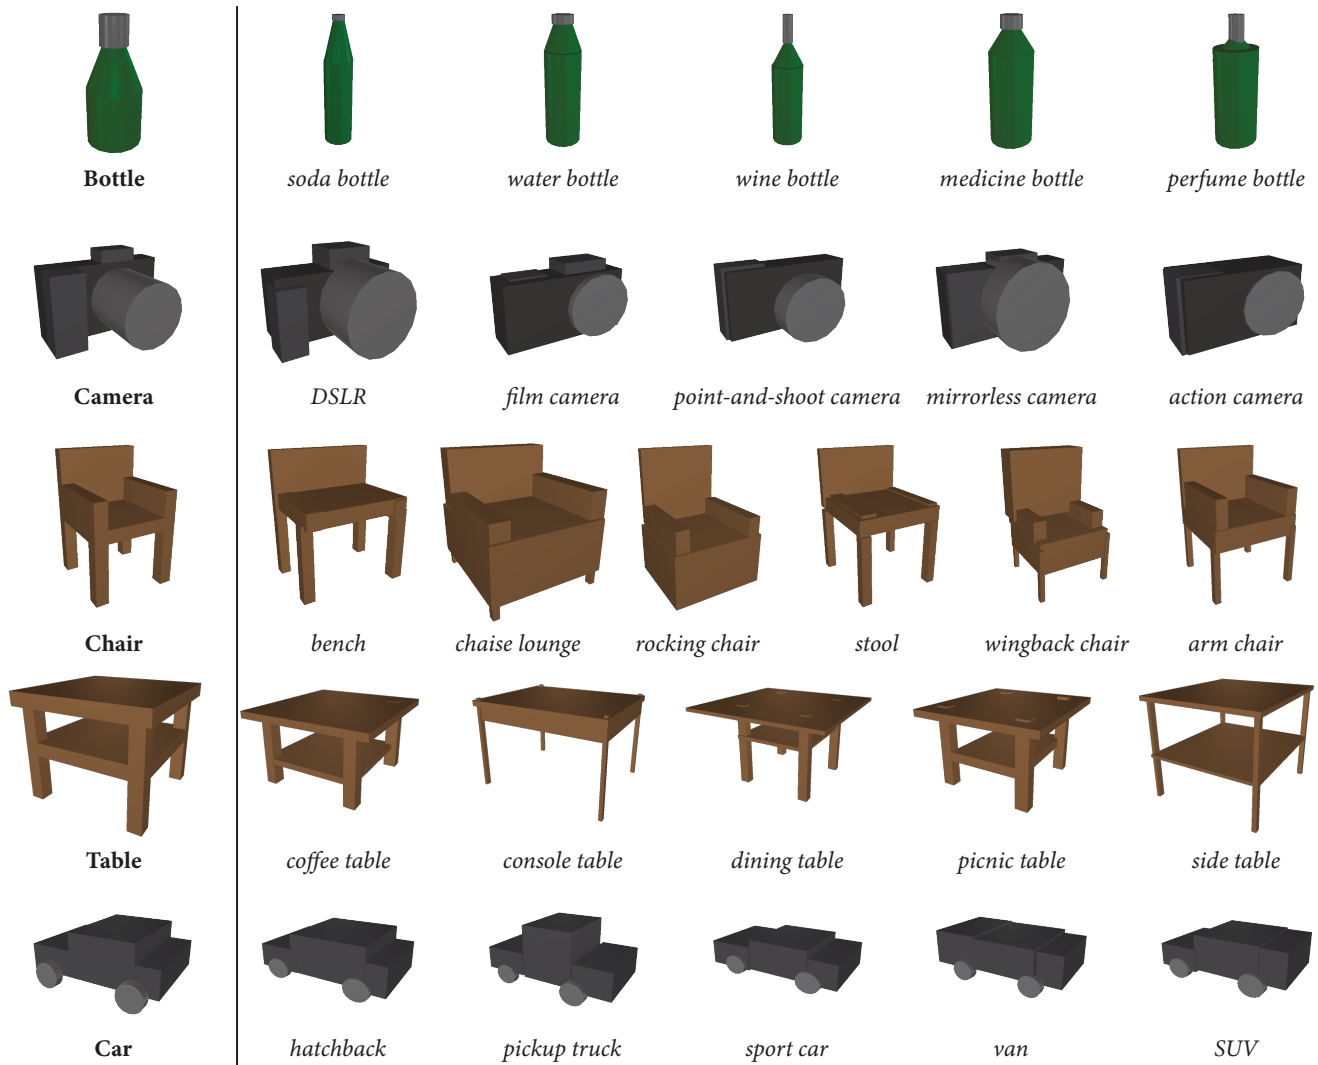 Bottle soda bottle water bottle wine bottle medicine bottle perfume bottle
Camera DSLR film camera point-and-shoot camera mirrorless camera action camera
Chair bench chaise lounge rocking chair stool wingback chair arm chair
Table coffee table console table dining table picnic table side table
Car hatchback pickup truck sport car van SUV